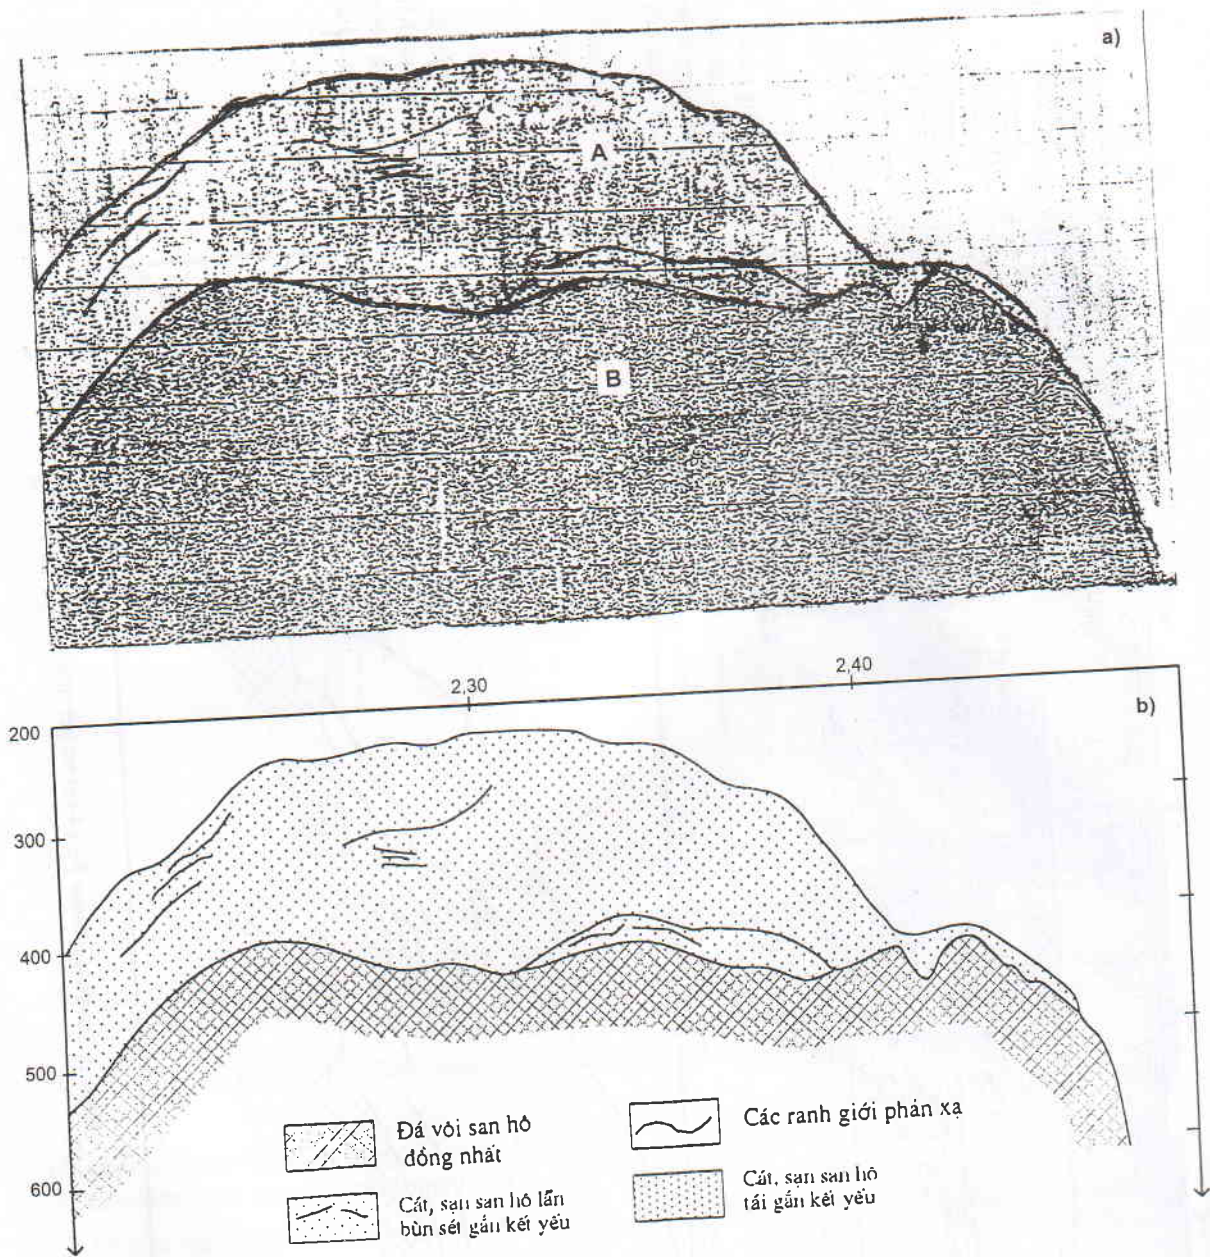 a)
A
B
2,30
2,40
b)
200
300
400
500
600
Đá vôi san hô
đồng nhất
Các ranh giới phản xạ
Cát, sạn san hô lẫn
bùn sét gắn kết yếu
Cát, sạn san hô
tái gắn kết yếu